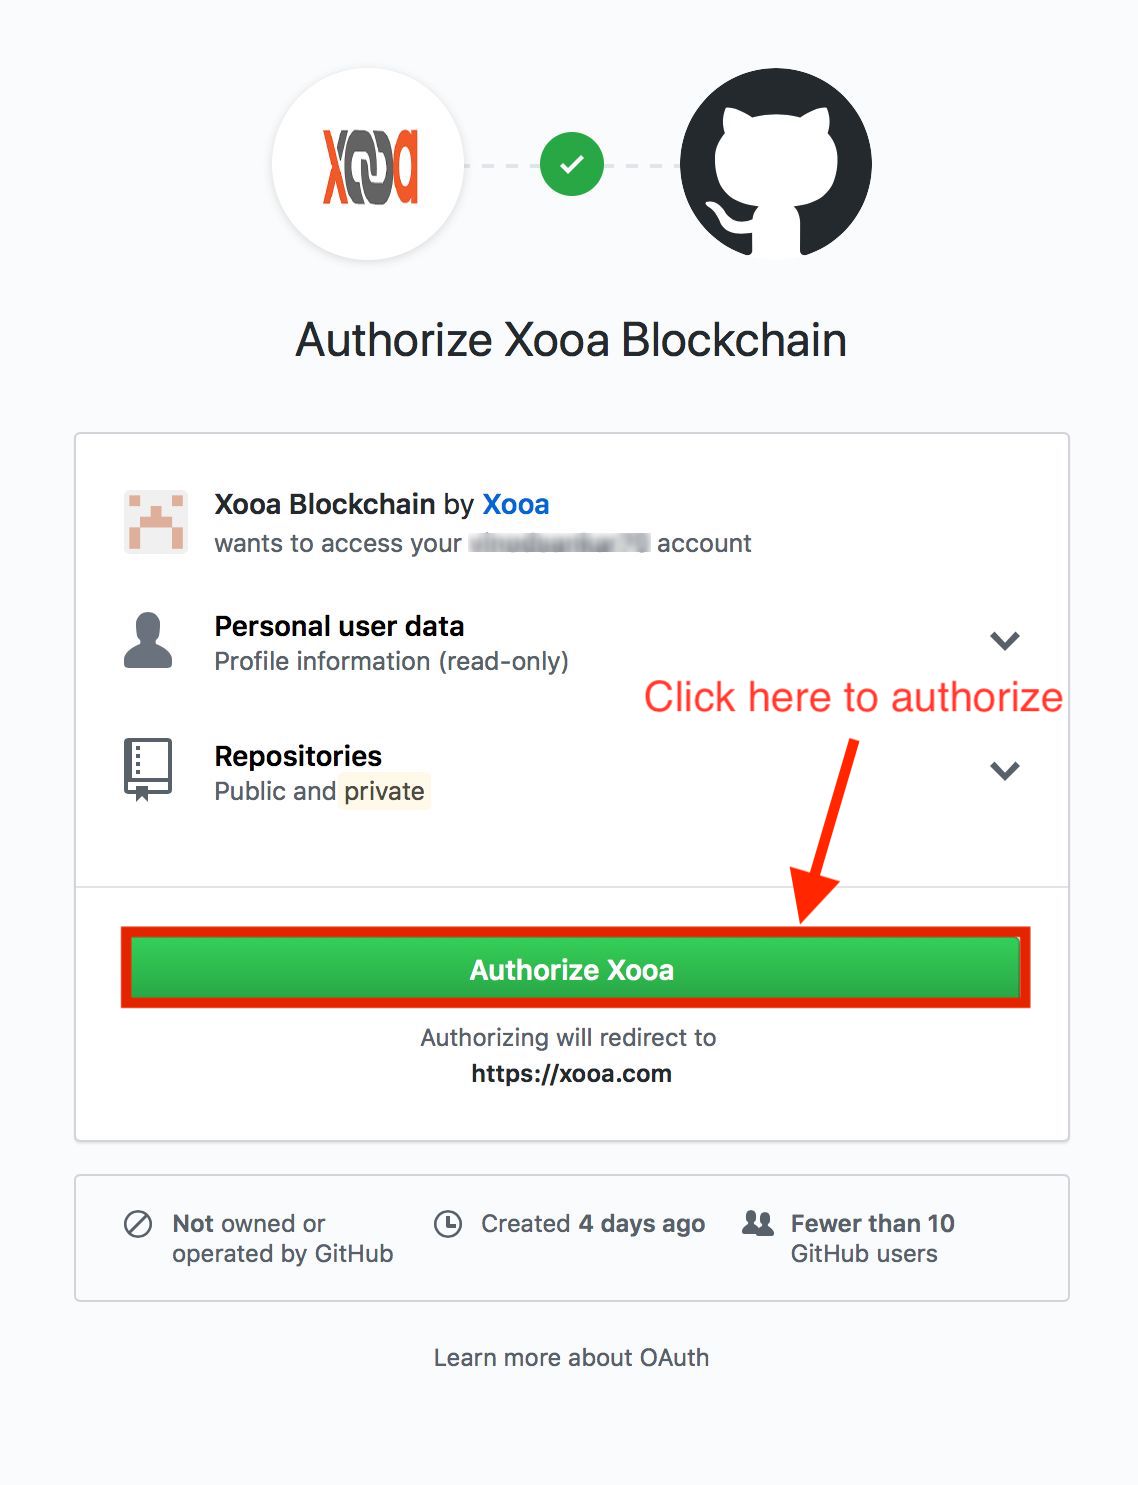 xooa
Authorize Xooa Blockchain
Xooa Blockchain by Xooa
wants to access your account
Personal user data
Profile information (read-only)
Click here to authorize
Repositories
Public and private
Authorize Xooa
Authorizing will redirect to
https://xooa.com
Not owned or
operated by GitHub
Created 4 days ago
Fewer than 10
GitHub users
Learn more about OAuth